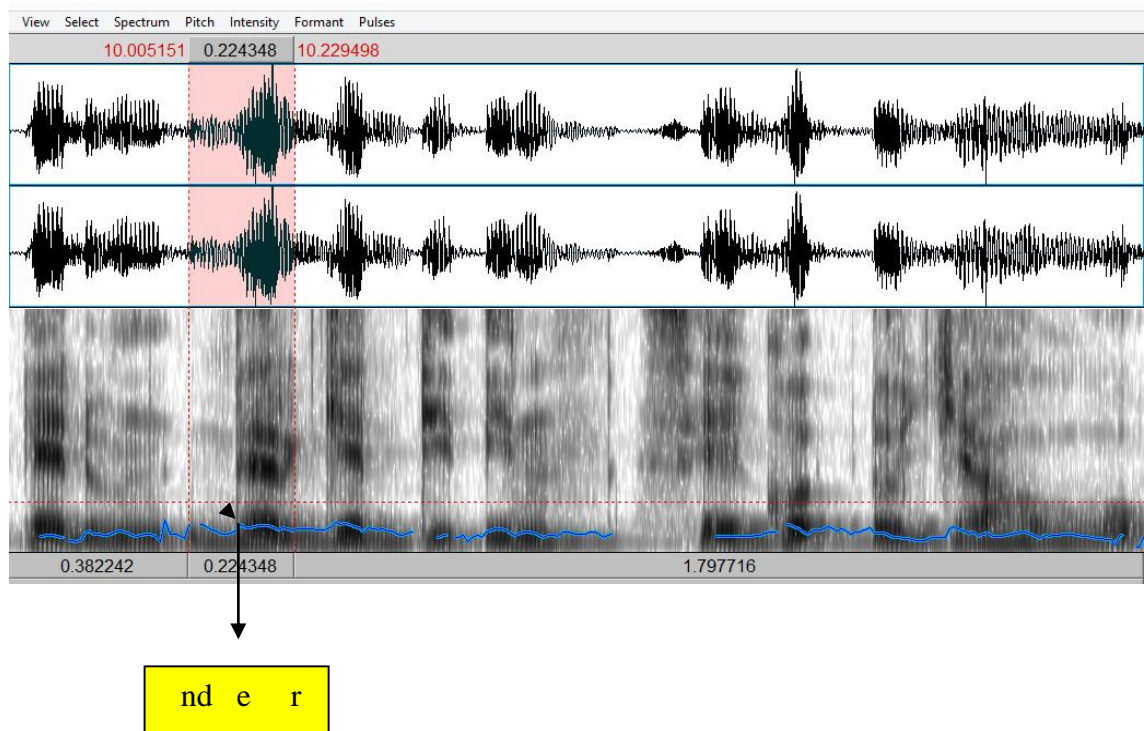 View Select Spectrum Pitch Intensity Formant Pulses
10.005151 0.224348 10.229498
0.382242 0.224348 1.797716
nd e r